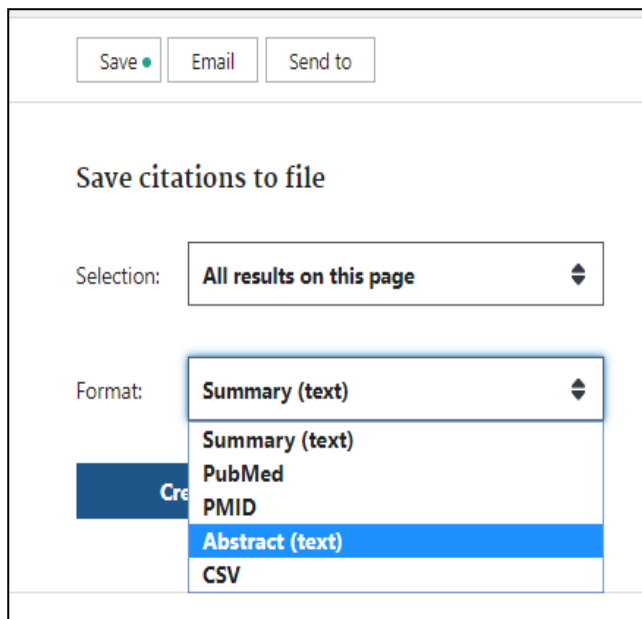 Save Email Send to
Save citations to file
Selection: All results on this page
Format: Summary (text)
Summary (text)
PubMed
Cre
PMID
Abstract (text)
CSV